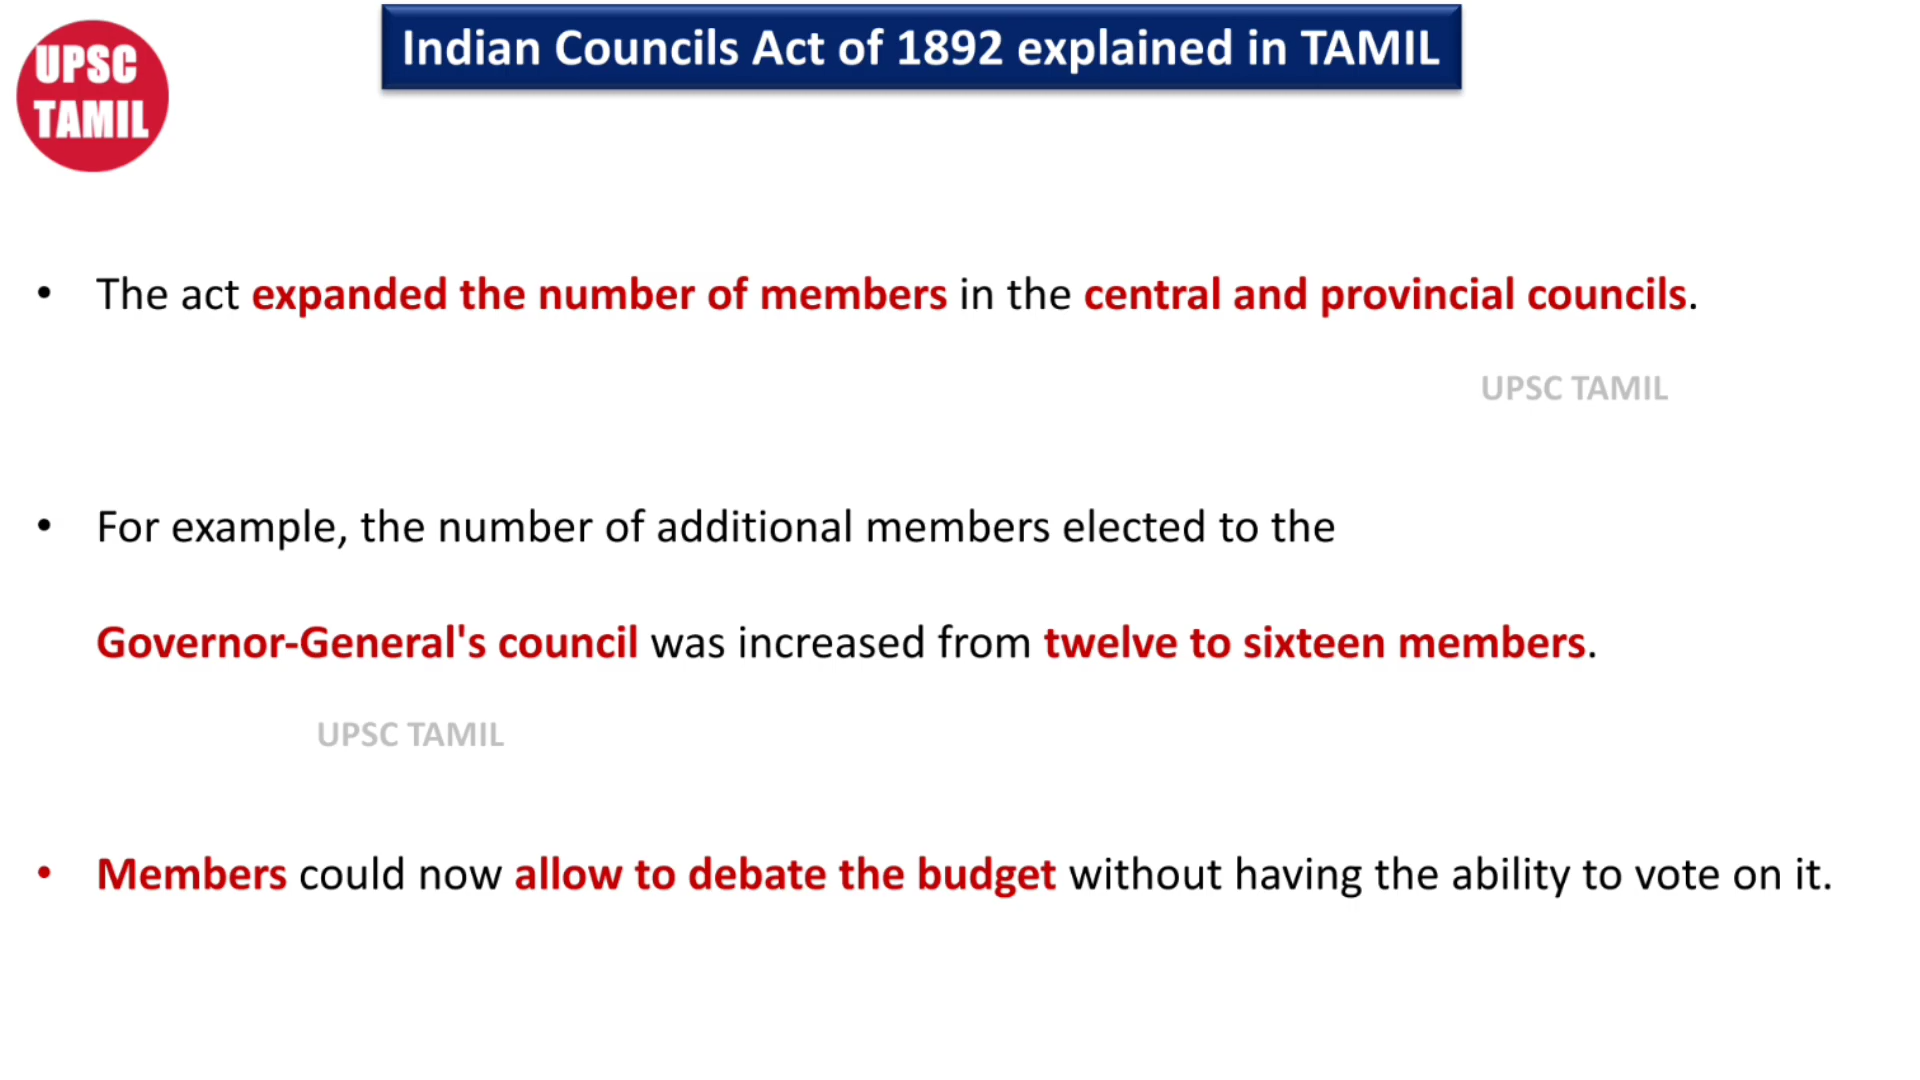 UPSC
TAMIL
Indian Councils Act of 1892 explained in TAMIL
• The act expanded the number of members in the central and provincial councils.
UPSC TAMIL
• For example, the number of additional members elected to the
Governor-General's council was increased from twelve to sixteen members.
UPSC TAMIL
• Members could now allow to debate the budget without having the ability to vote on it.